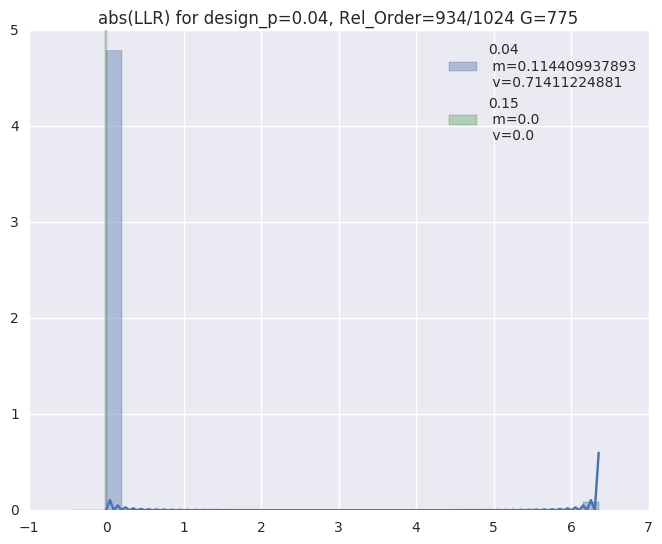 abs(LLR) for design_p=0.04, Rel_Order=934/1024 G=775
5
4
3
2
1
0
0.04
m=0.114409937893
v=0.71411224881
0.15
m=0.0
v=0.0
−1 0 1 2 3 4 5 6 7